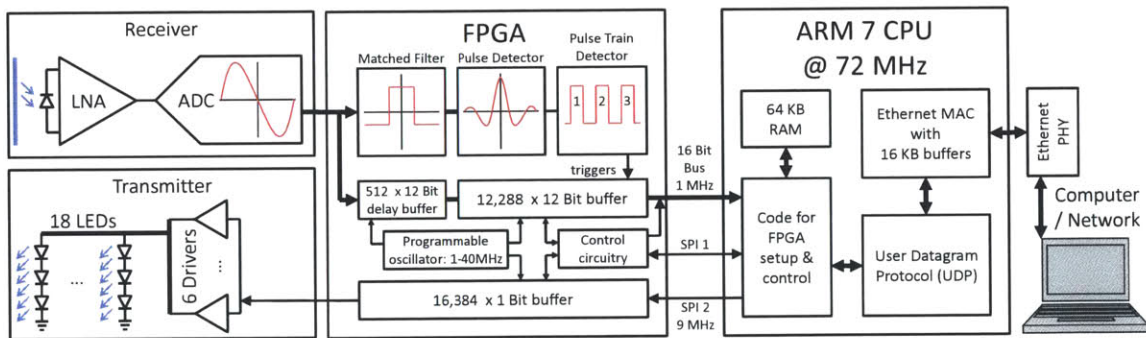 Receiver
LNA
ADC
Transmitter
18 LEDs
...
6 Drivers
...
FPGA
Matched Filter
Pulse Detector
Pulse Train
Detector
1 2 3
triggers
512 x 12 Bit
delay buffer
12,288 x 12 Bit buffer
Programmable
oscillator: 1-40MHz
Control
circuitry
16,384 x 1 Bit buffer
16 Bit
Bus
1 MHz
SPI 1
SPI 2
9 MHz
ARM 7 CPU
@ 72 MHz
64 KB
RAM
Ethernet MAC
with
16 KB buffers
Code for
FPGA
setup &
control
User Datagram
Protocol (UDP)
Ethernet
PHY
Computer
/ Network